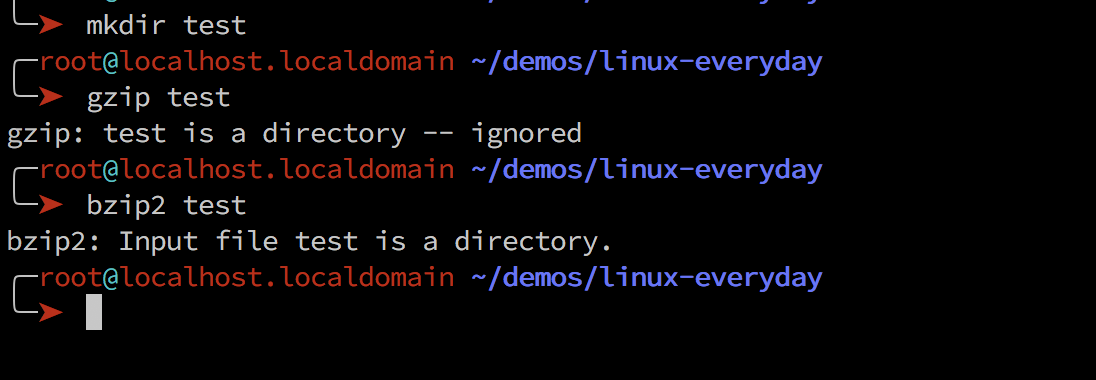 ➤ mkdir test
root@localhost.localdomain ~/demos/linux-everyday
➤ gzip test
gzip: test is a directory -- ignored
root@localhost.localdomain ~/demos/linux-everyday
➤ bzip2 test
bzip2: Input file test is a directory.
root@localhost.localdomain ~/demos/linux-everyday
➤